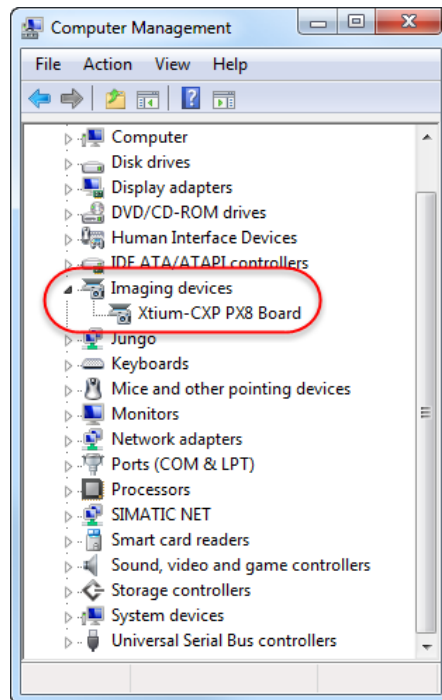 Computer Management
File Action View Help
Computer
Disk drives
Display adapters
DVD/CD-ROM drives
Human Interface Devices
IDE ATA/ATAPI controllers
Imaging devices
Xtium-CXP PX8 Board
Jungo
Keyboards
Mice and other pointing devices
Monitors
Network adapters
Ports (COM & LPT)
Processors
SIMATIC NET
Smart card readers
Sound, video and game controllers
Storage controllers
System devices
Universal Serial Bus controllers